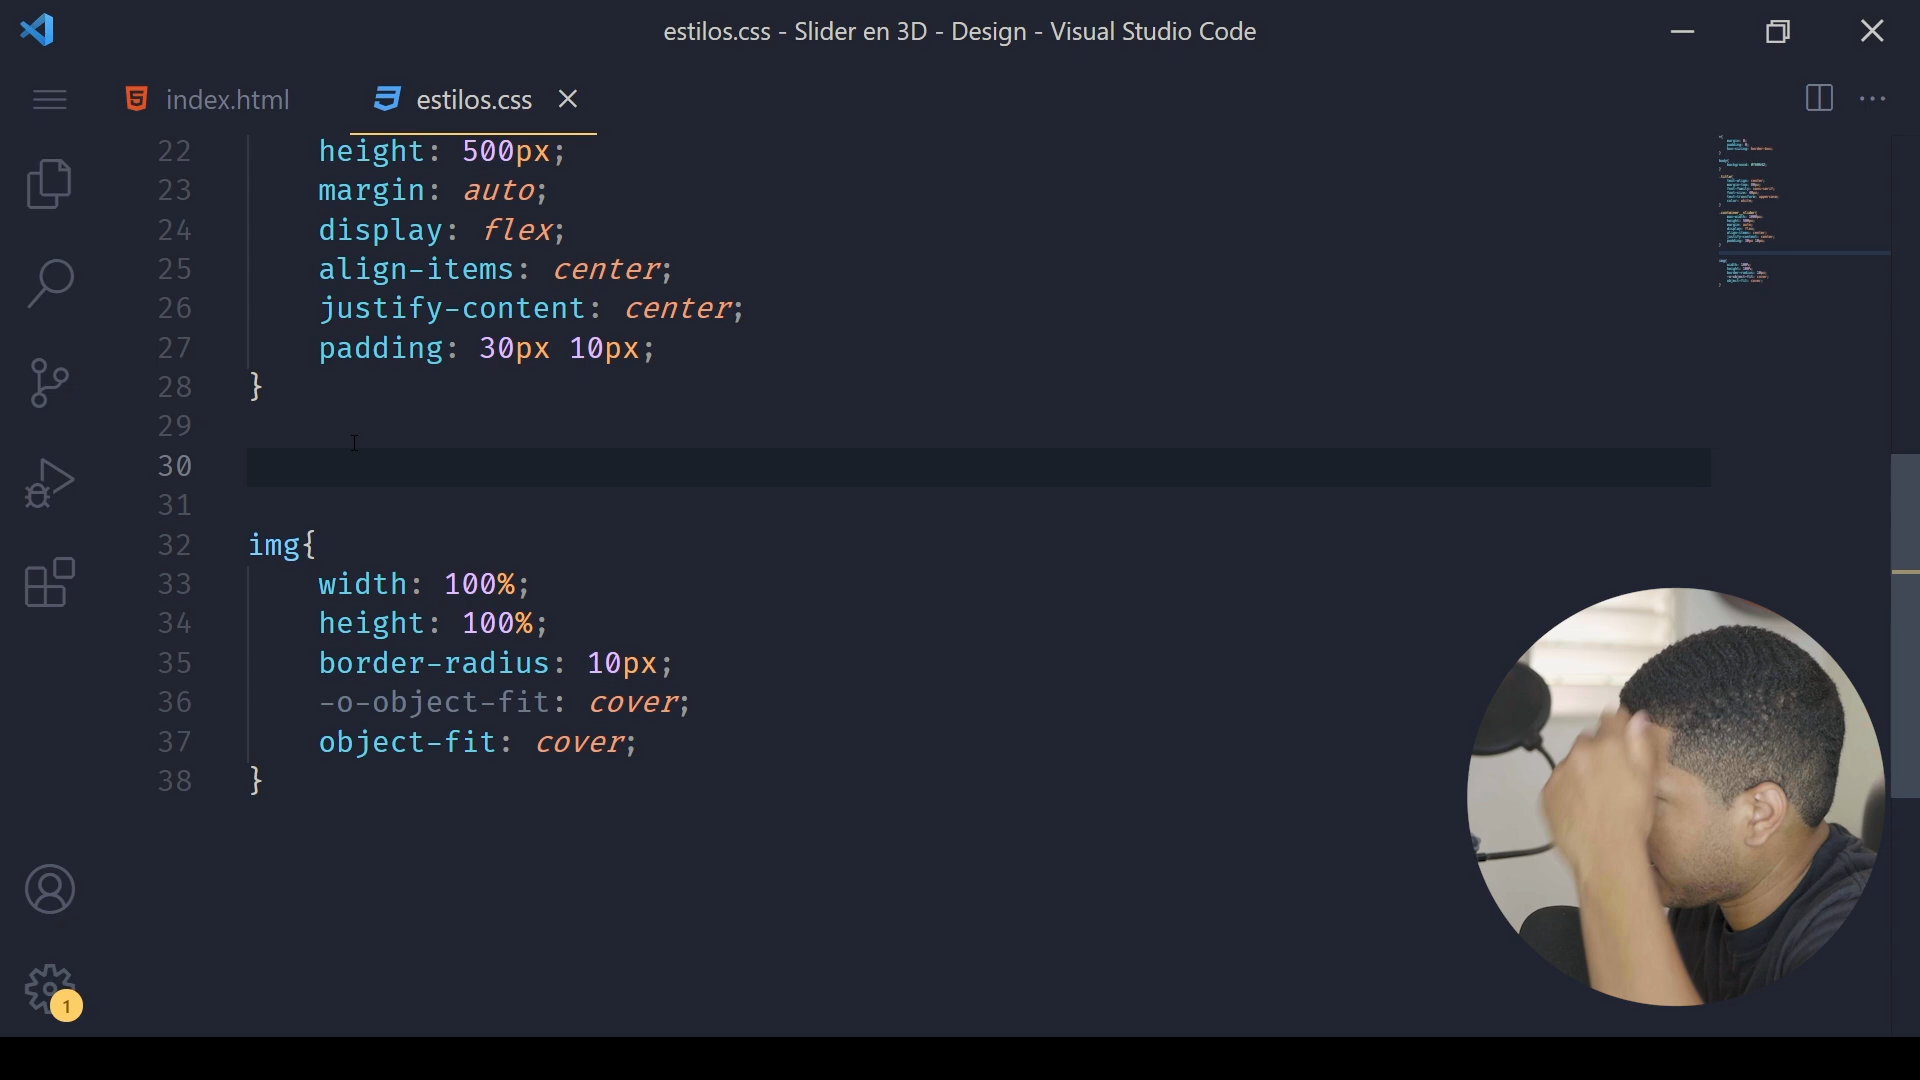 estilos.css - Slider en 3D - Design - Visual Studio Code
index.html
estilos.css
22 height: 500px;
23 margin: auto;
24 display: flex;
25 align-items: center;
26 justify-content: center;
27 padding: 30px 10px;
28 }
29
30
31
32 img{
33 width: 100%;
34 height: 100%;
35 border-radius: 10px;
36 -o-object-fit: cover;
37 object-fit: cover;
38 }
1